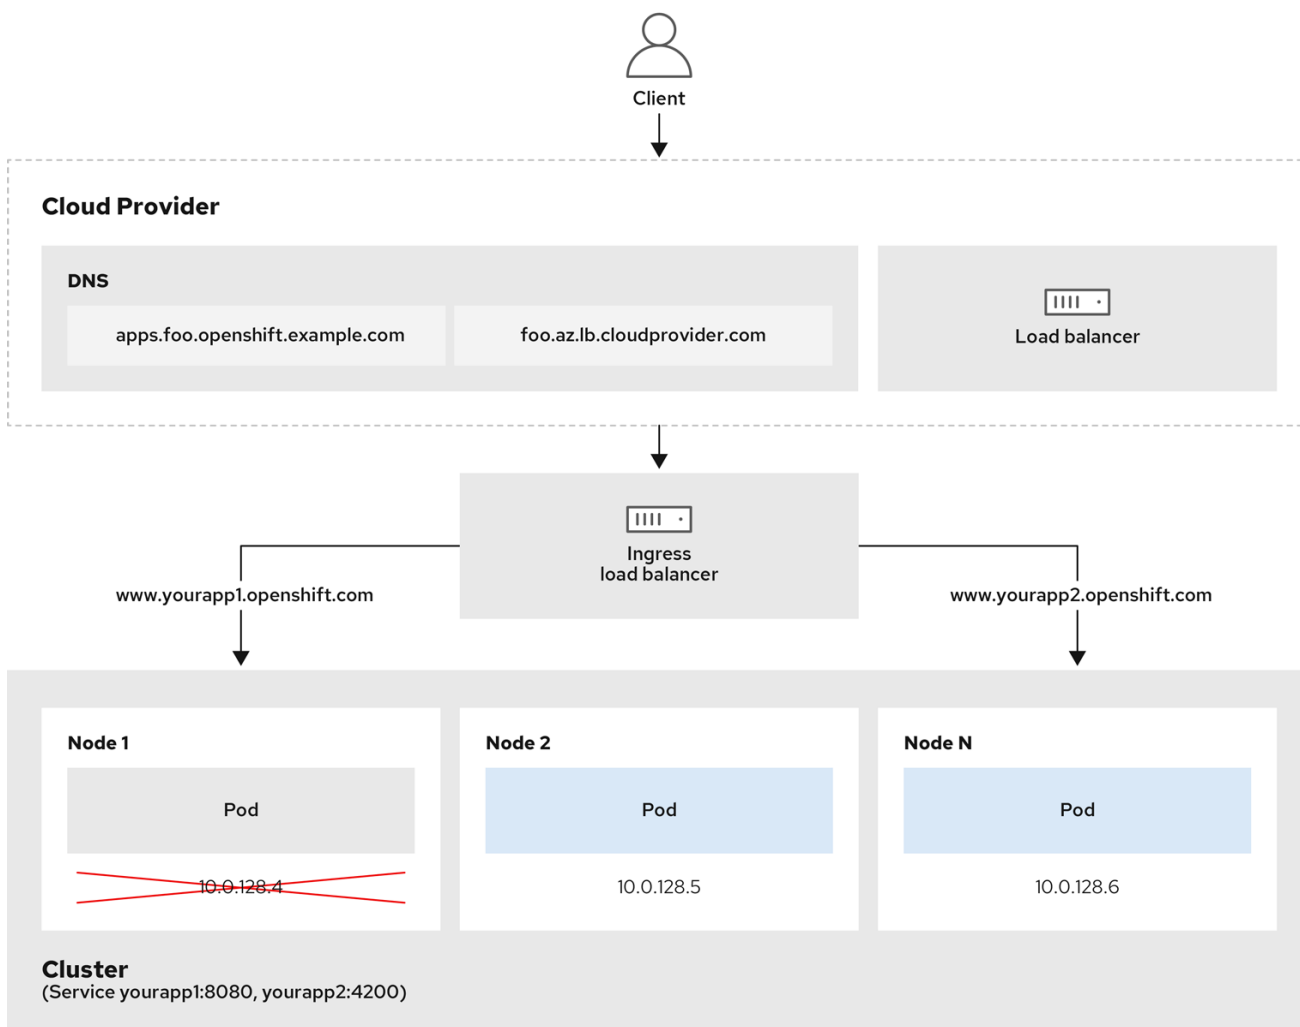 Client
Cloud Provider
DNS
apps.foo.openshift.example.com
foo.az.lb.cloudprovider.com
Load balancer
Ingress
load balancer
www.yourapp1.openshift.com
www.yourapp2.openshift.com
Node 1
Pod
10.0.128.4
Node 2
Pod
10.0.128.5
Node N
Pod
10.0.128.6
Cluster
(Service yourapp1:8080, yourapp2:4200)